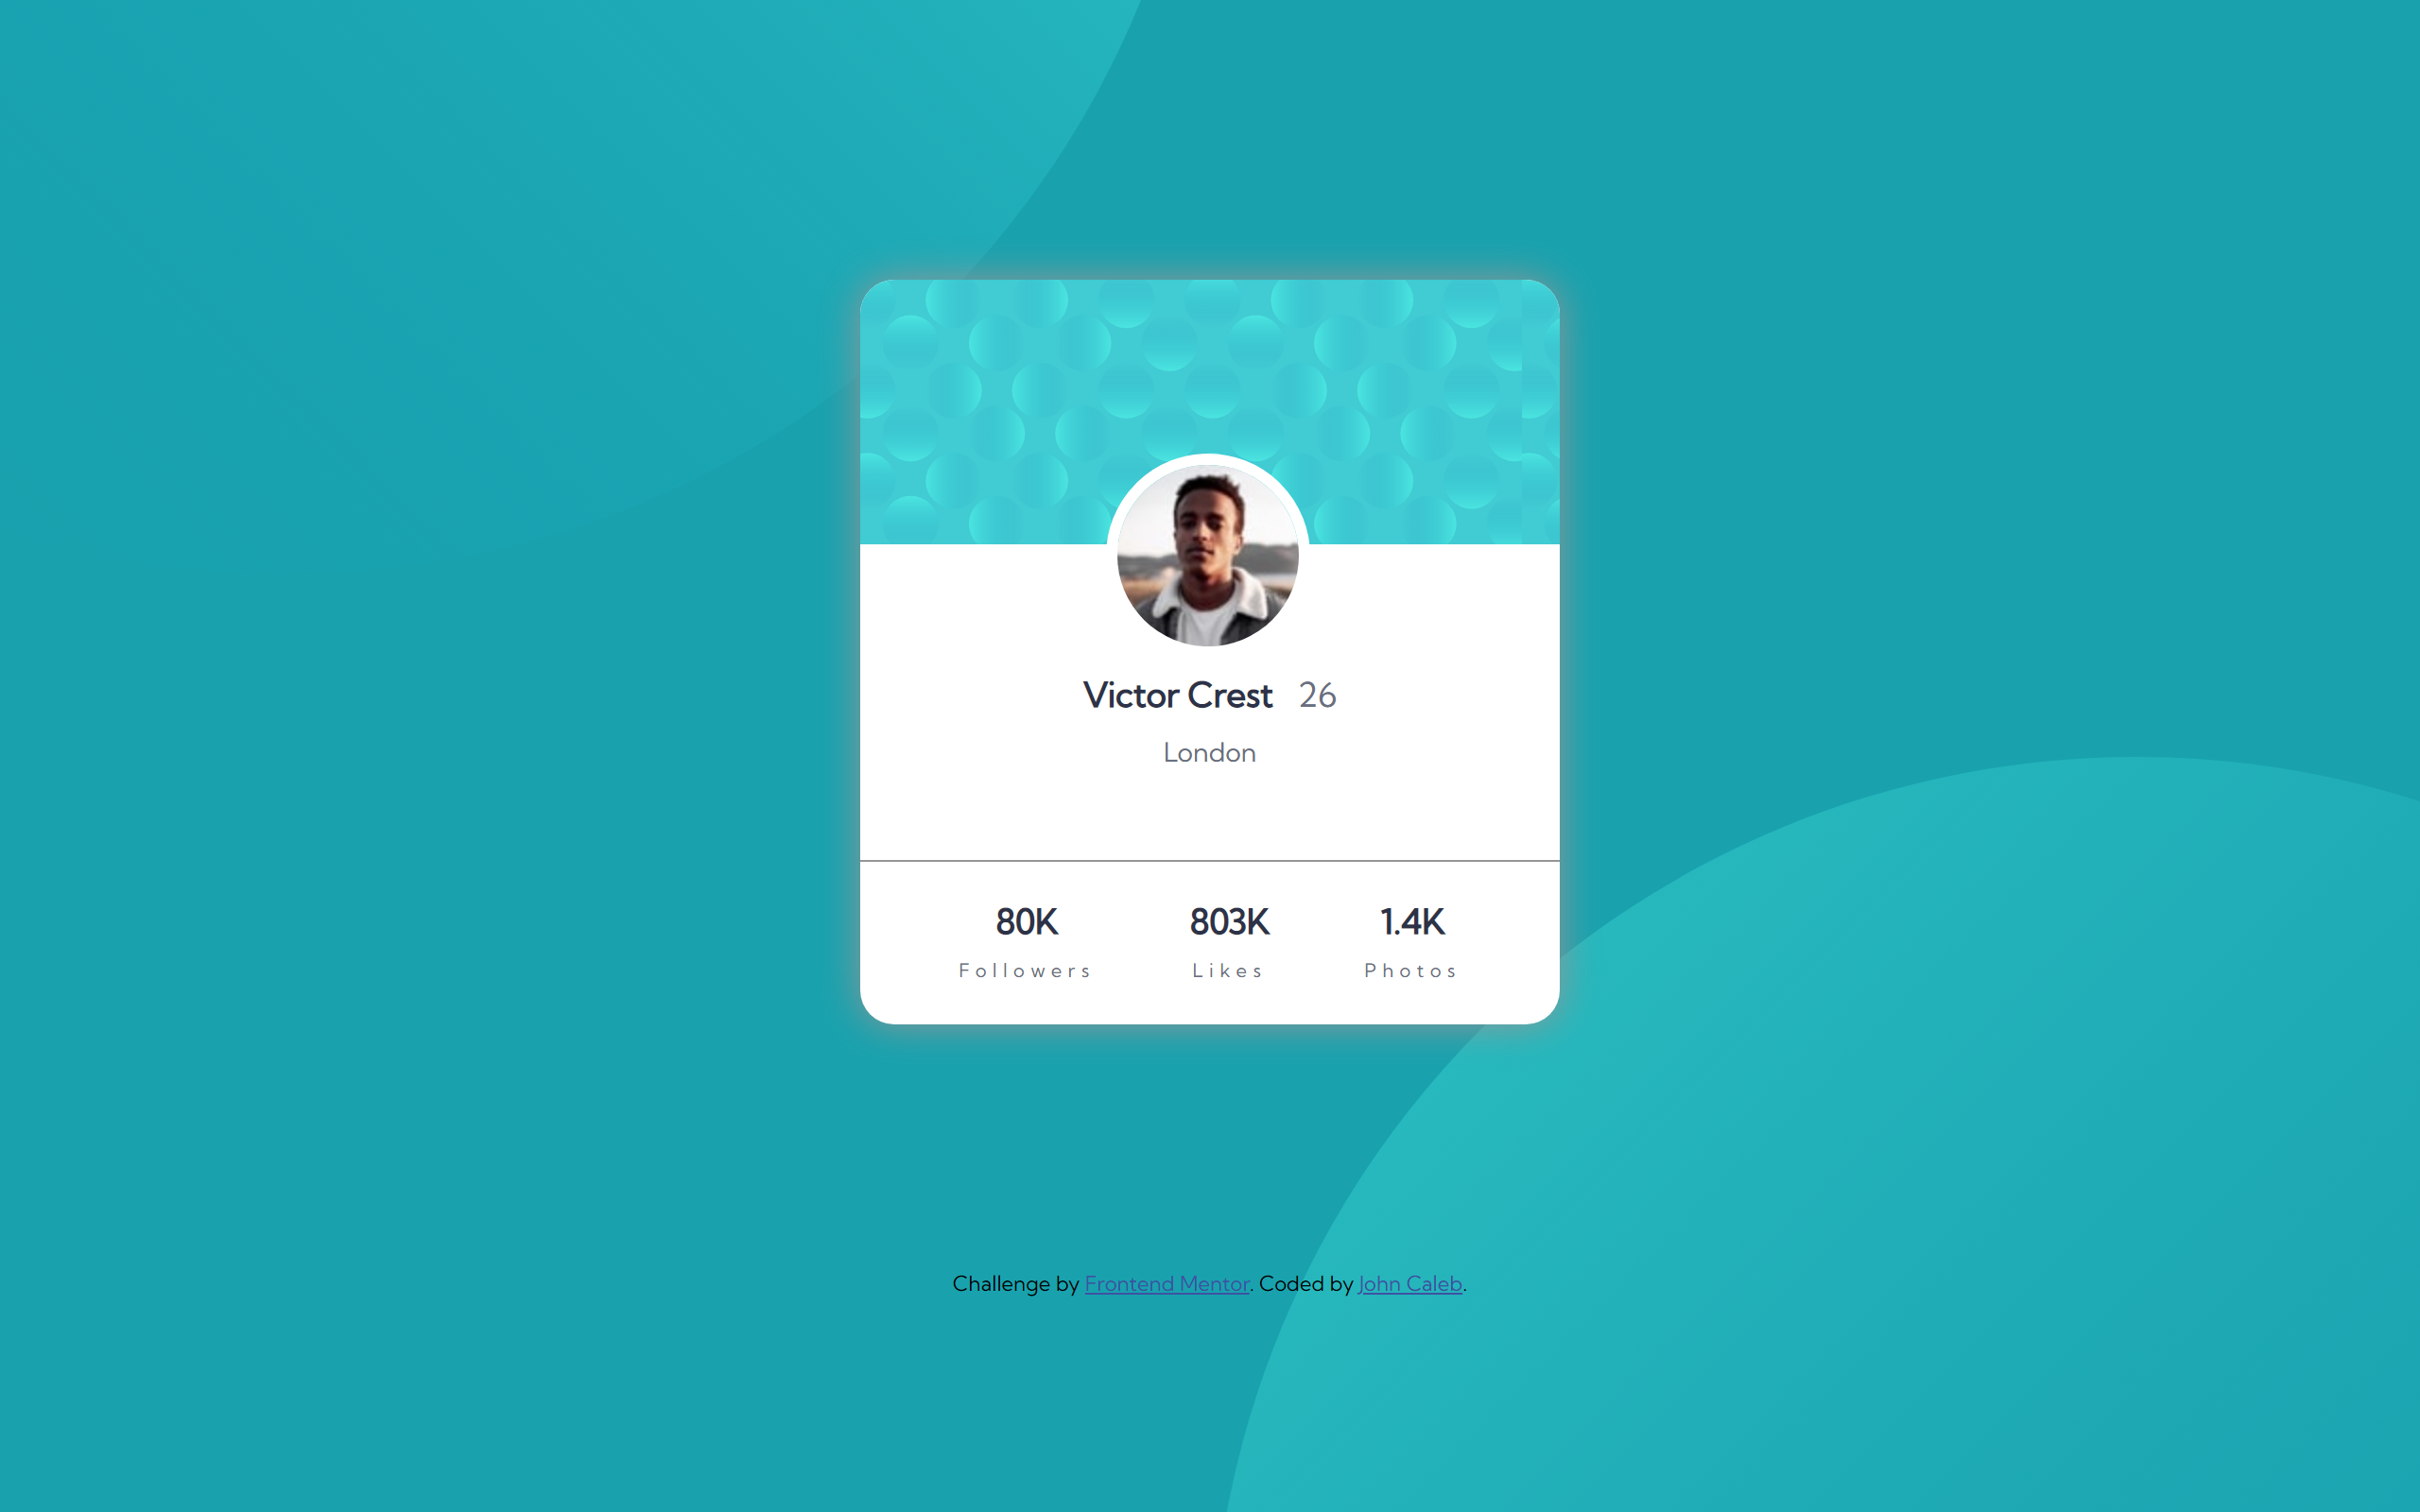 Victor Crest 26
London
80K 803K 1.4K
Followers Likes Photos
Challenge by Frontend Mentor. Coded by John Caleb.